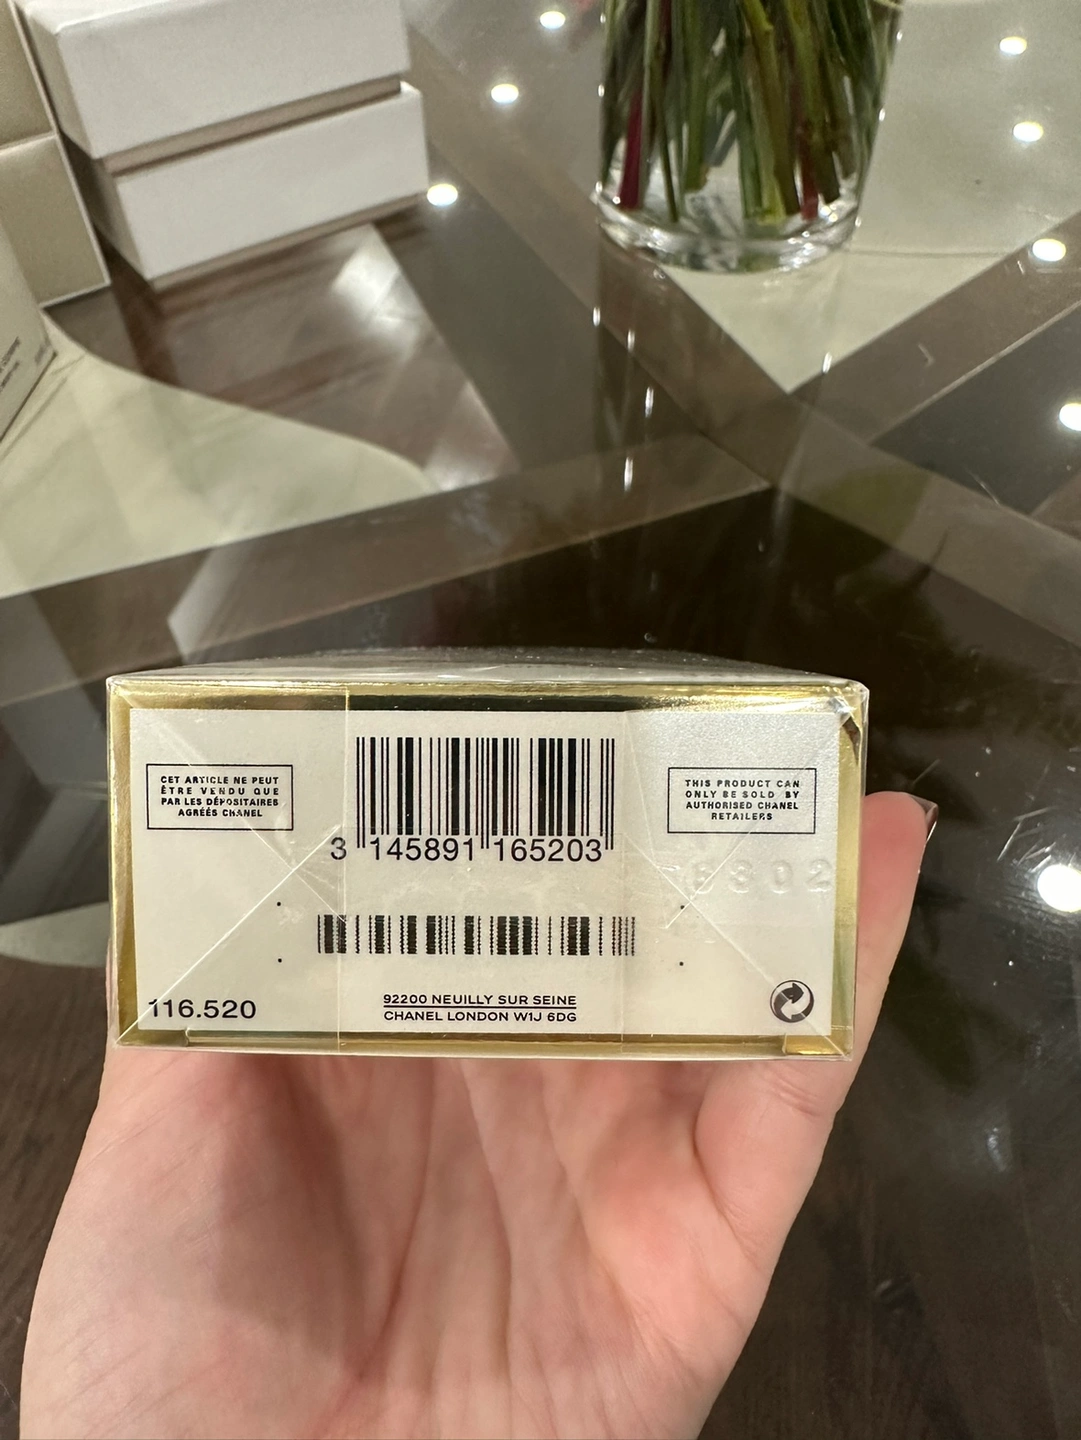 CET ARTICLE NE PEUT
ÊTRE VENDU QUE
PAR LES DÉPOSITAIRES
AGRÉÉS CHANEL
3 145891 165203
THIS PRODUCT CAN
ONLY BE SOLD BY
AUTHORISED CHANEL
RETAILERS
116.520
92200 NEUILLY SUR SEINE
CHANEL LONDON W1J 6DG